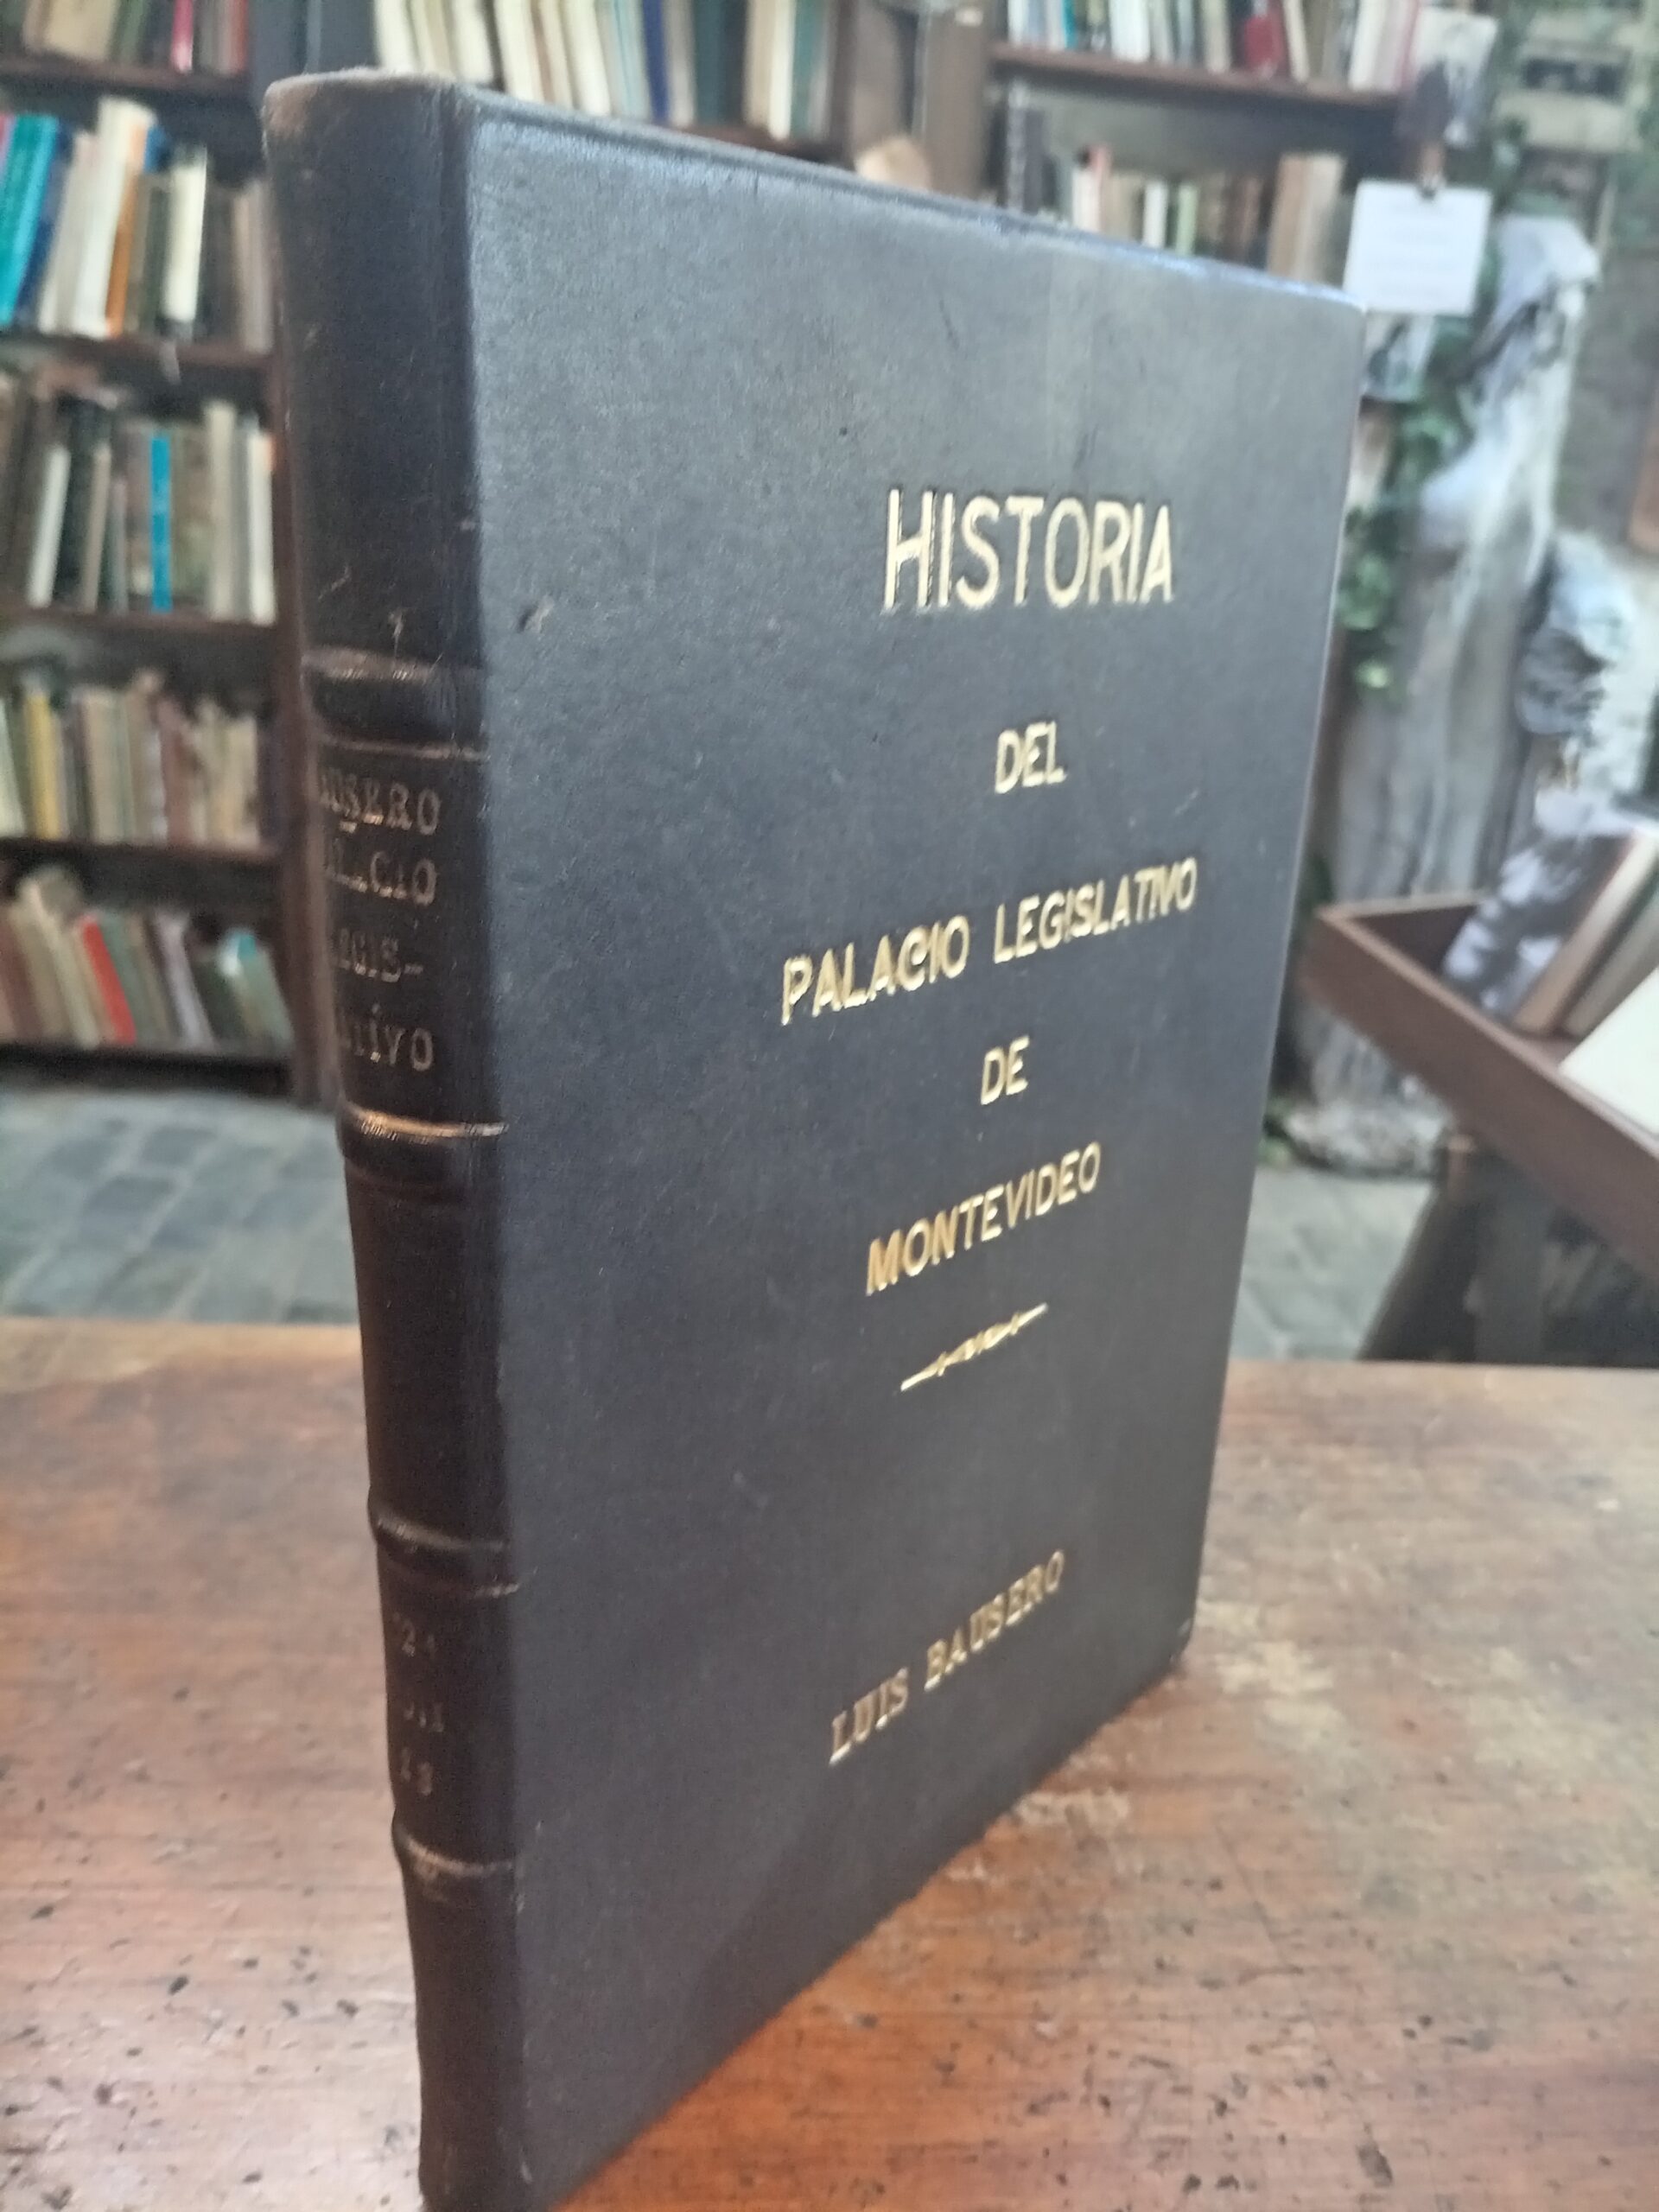 HISTORIA
DEL
PALACIO LEGISLATIVO
DE
MONTEVIDEO
LUIS BAUSERO